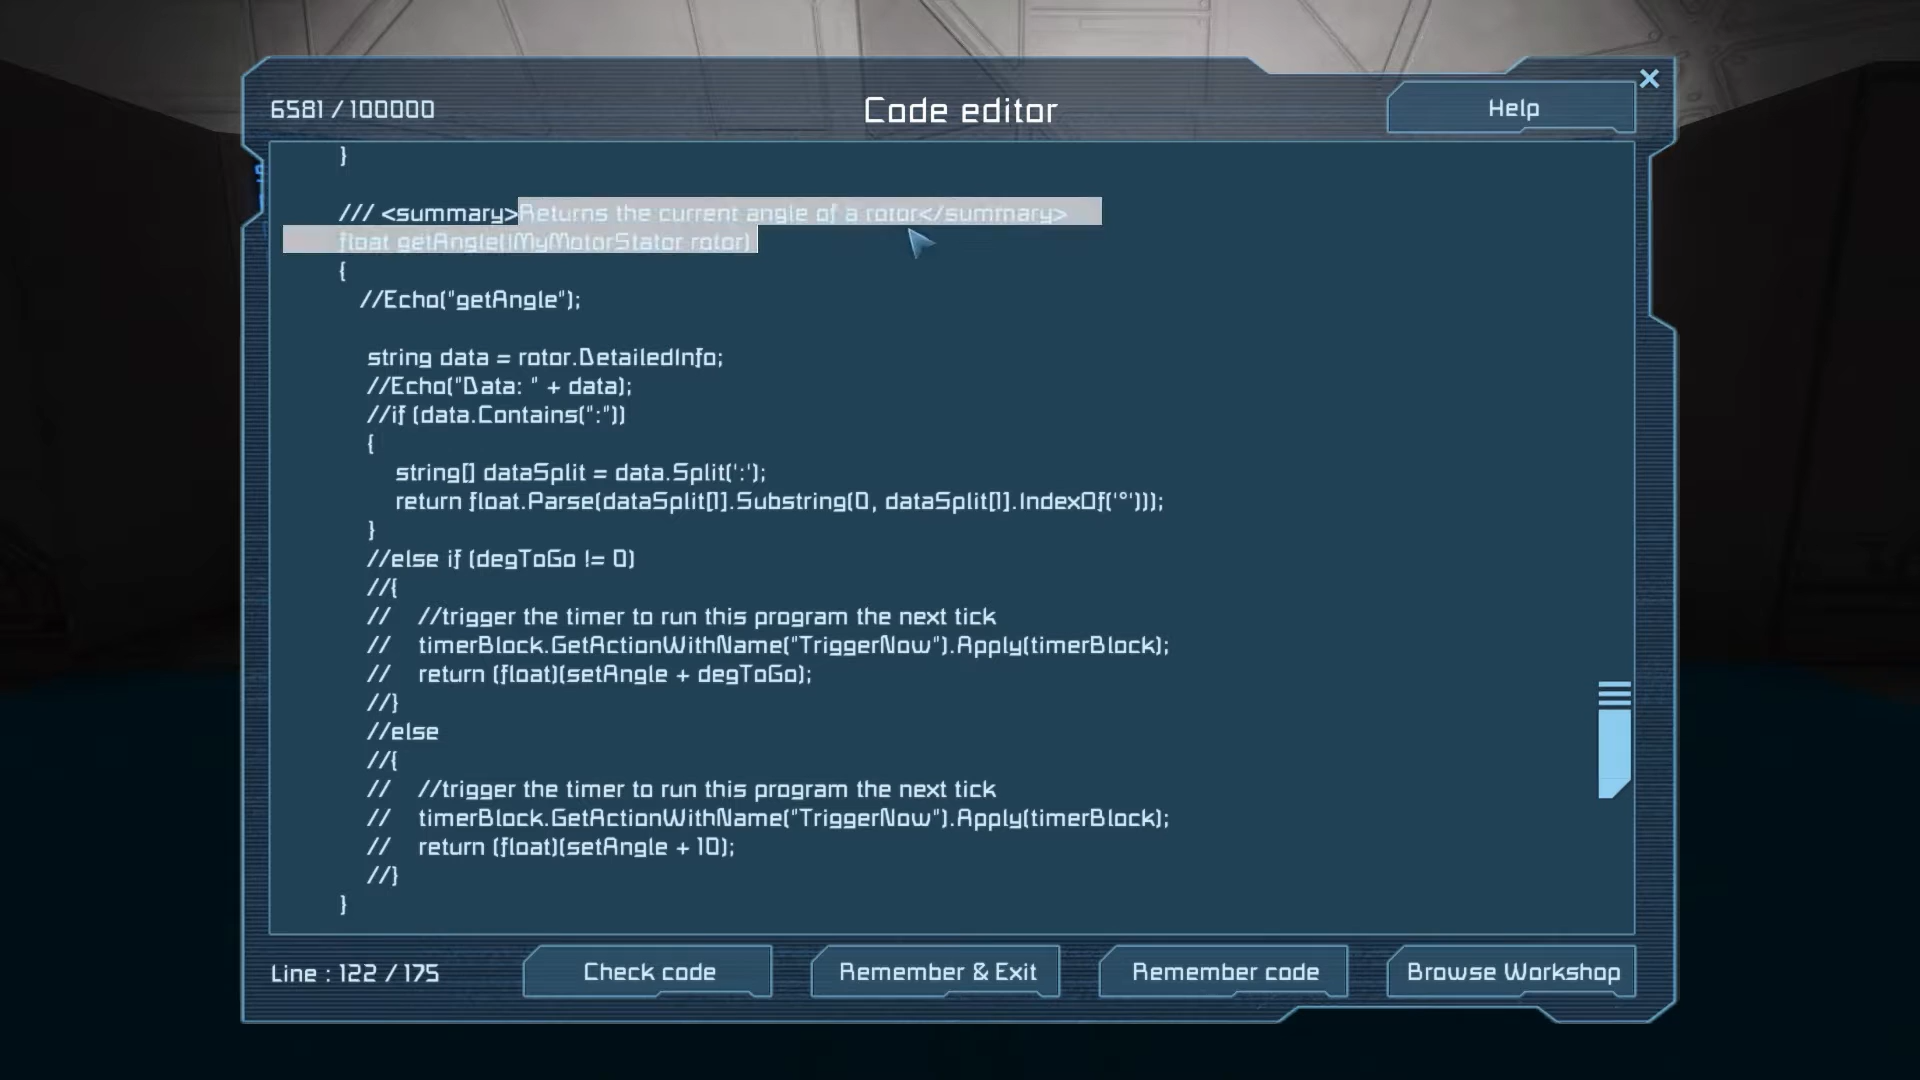 6581 / 100000
Code editor
Help
}
/// <summary>Returns the current angle of a rotor</summary>
float getAngle(IMyMotorStator rotor)
{
//Echo("getAngle");
string data = rotor.DetailedInfo;
//Echo("Data: " + data);
//if (data.Contains(":"))
{
string[] dataSplit = data.Split(':');
return float.Parse(dataSplit[1].Substring(0, dataSplit[1].IndexOf('°')));
}
//else if (degToGo != 0)
//{
// //trigger the timer to run this program the next tick
// timerBlock.GetActionWithName("TriggerNow").Apply(timerBlock);
// return (float)(setAngle + degToGo);
//}
//else
//{
// //trigger the timer to run this program the next tick
// timerBlock.GetActionWithName("TriggerNow").Apply(timerBlock);
// return (float)(setAngle + 10);
//}
}
Line : 122 / 175
Check code
Remember & Exit
Remember code
Browse Workshop